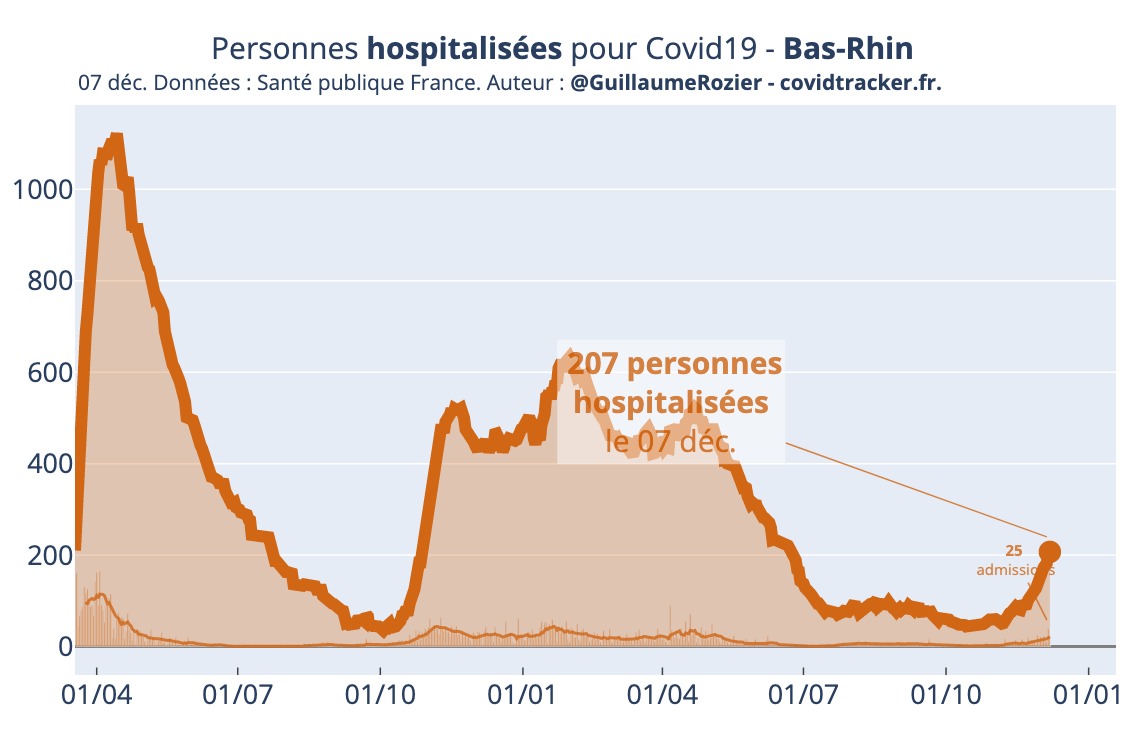 Personnes hospitalisées pour Covid19 - Bas-Rhin
07 déc. Données : Santé publique France. Auteur : @GuillaumeRozier - covidtracker.fr.
1000
800
600
400
200
0
207 personnes
hospitalisées
le 07 déc.
25
admissions
01/04 01/07 01/10 01/01 01/04 01/07 01/10 01/01